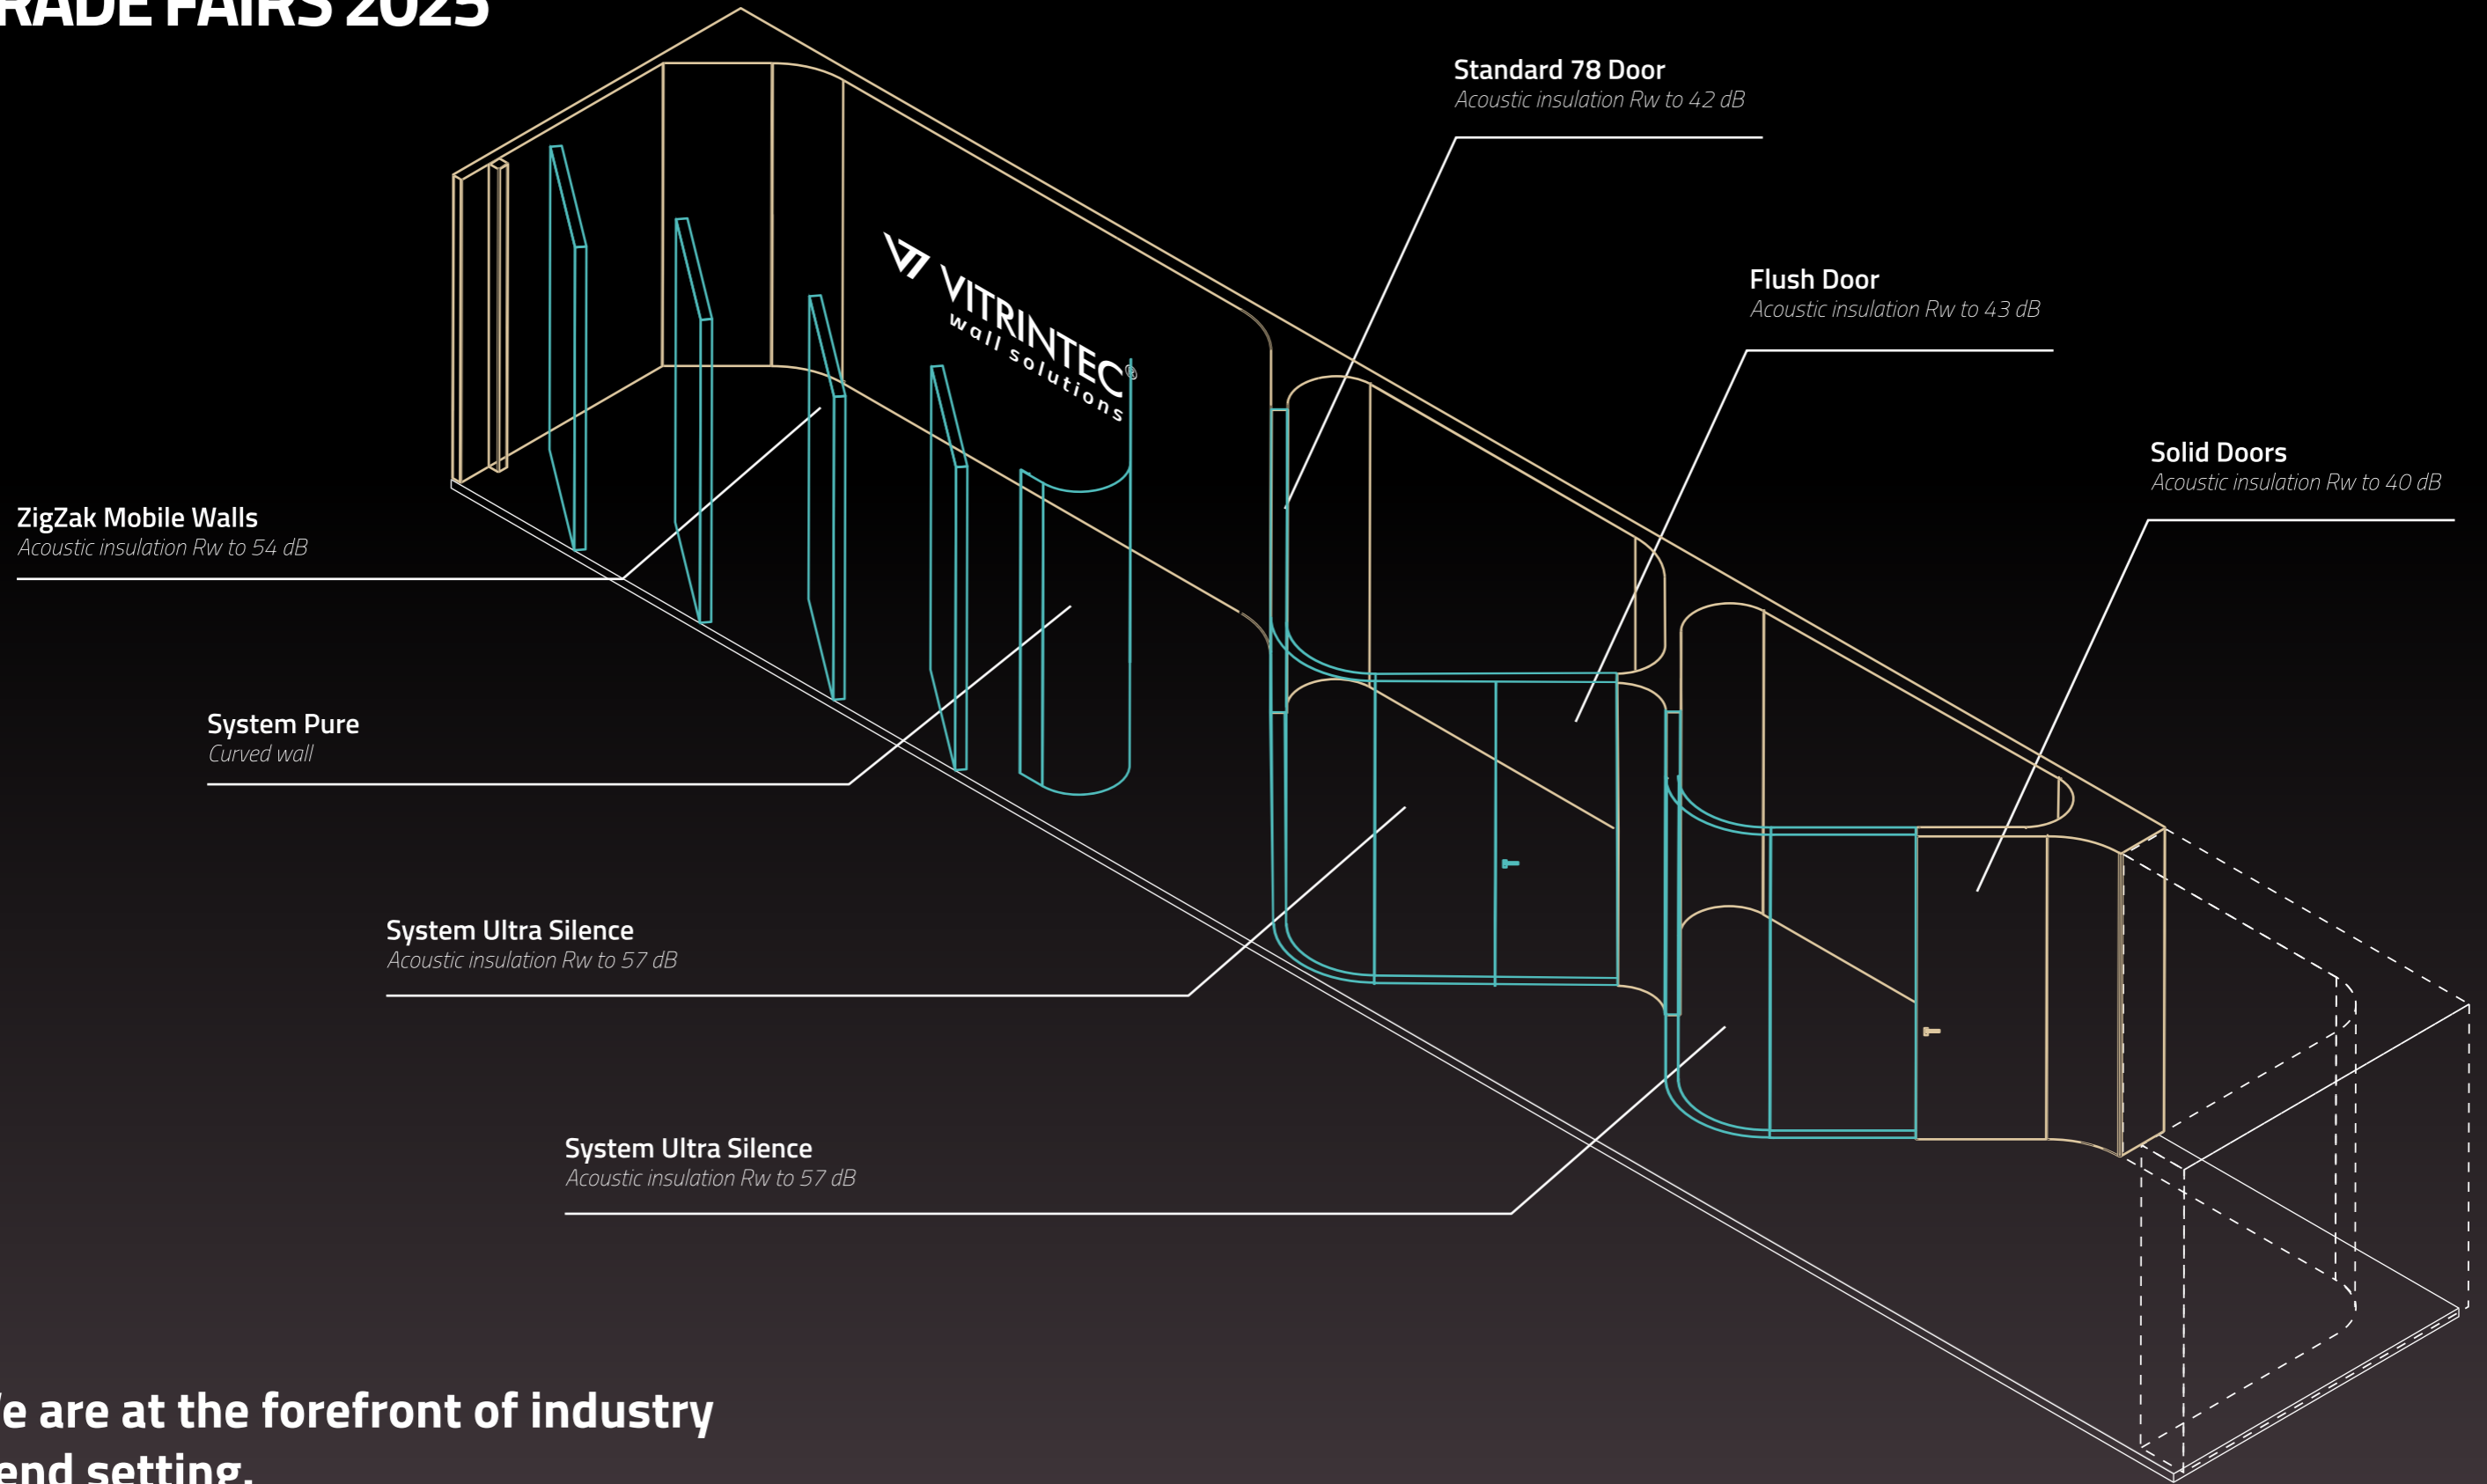 RADE FAIRS 2025
Standard 78 Door
Acoustic insulation Rw to 42 dB
Flush Door
Acoustic insulation Rw to 43 dB
VITRINTEC®
wall solutions
Solid Doors
Acoustic insulation Rw to 40 dB
ZigZak Mobile Walls
Acoustic insulation Rw to 54 dB
System Pure
Curved wall
System Ultra Silence
Acoustic insulation Rw to 57 dB
System Ultra Silence
Acoustic insulation Rw to 57 dB
e are at the forefront of industry
end setting.